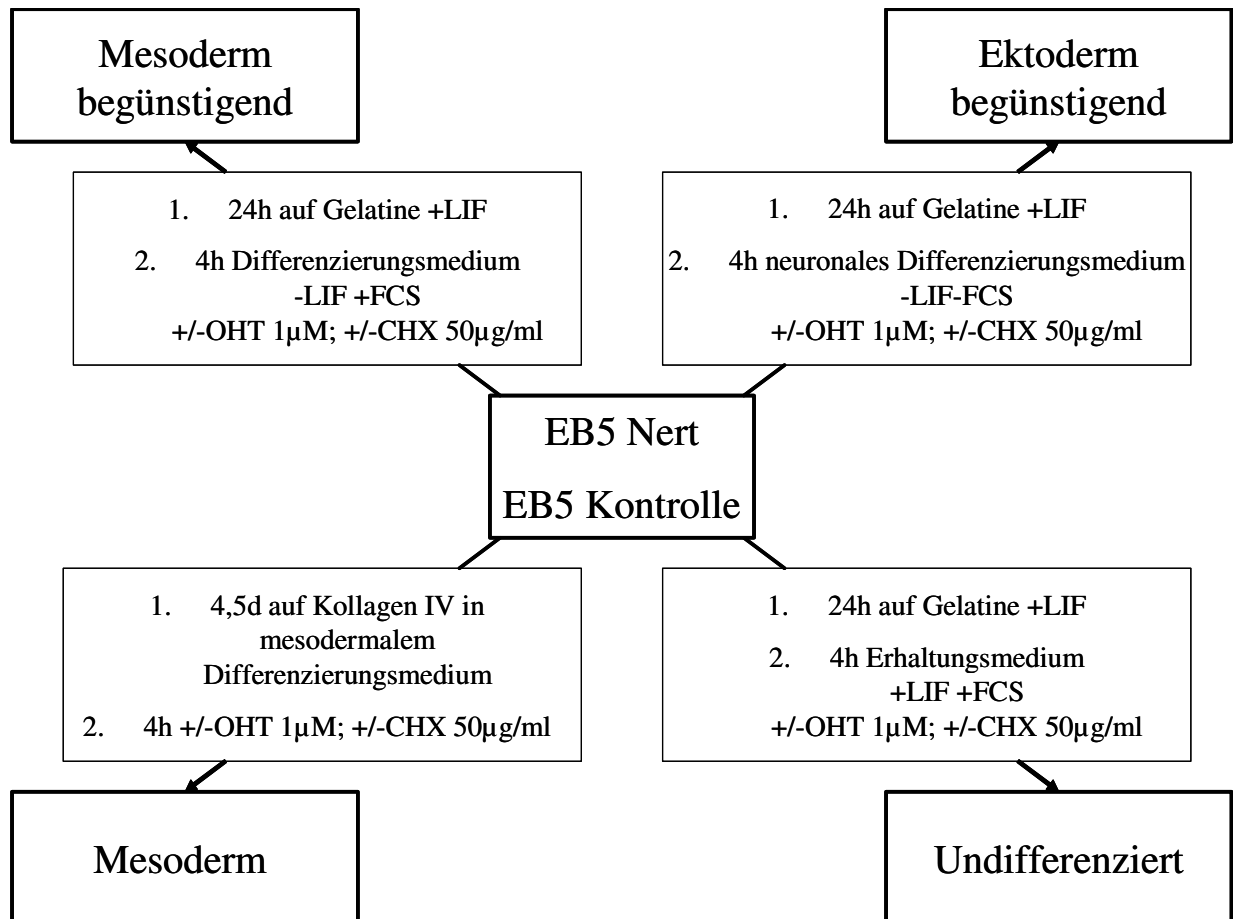 Mesoderm
begünstigend
Ektoderm
begünstigend
1. 24h auf Gelatine +LIF
2. 4h Differenzierungsmedium
-LIF +FCS
+/-OHT 1µM; +/-CHX 50µg/ml
1. 24h auf Gelatine +LIF
2. 4h neuronales Differenzierungsmedium
-LIF-FCS
+/-OHT 1µM; +/-CHX 50µg/ml
EB5 Nert
EB5 Kontrolle
1. 4,5d auf Kollagen IV in
mesodermalem
Differenzierungsmedium
2. 4h +/-OHT 1µM; +/-CHX 50µg/ml
1. 24h auf Gelatine +LIF
2. 4h Erhaltungsmedium
+LIF +FCS
+/-OHT 1µM; +/-CHX 50µg/ml
Mesoderm
Undifferenziert